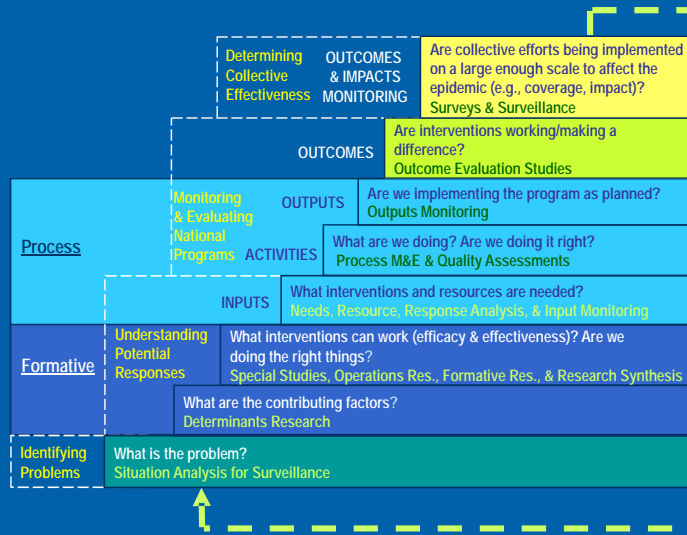 Determining
Collective
Effectiveness
OUTCOMES
& IMPACTS
MONITORING
Are collective efforts being implemented
on a large enough scale to affect the
epidemic (e.g., coverage, impact)?
Surveys & Surveillance
OUTCOMES
Are interventions working/making a
difference?
Outcome Evaluation Studies
Process
Monitoring
& Evaluating
National
Programs
OUTPUTS
Are we implementing the program as planned?
Outputs Monitoring
ACTIVITIES
What are we doing? Are we doing it right?
Process M&E & Quality Assessments
INPUTS
What interventions and resources are needed?
Needs, Resource, Response Analysis, & Input Monitoring
Formative
Understanding
Potential
Responses
What interventions can work (efficacy & effectiveness)? Are we
doing the right things?
Special Studies, Operations Res., Formative Res., & Research Synthesis
What are the contributing factors?
Determinants Research
Identifying
Problems
What is the problem?
Situation Analysis for Surveillance